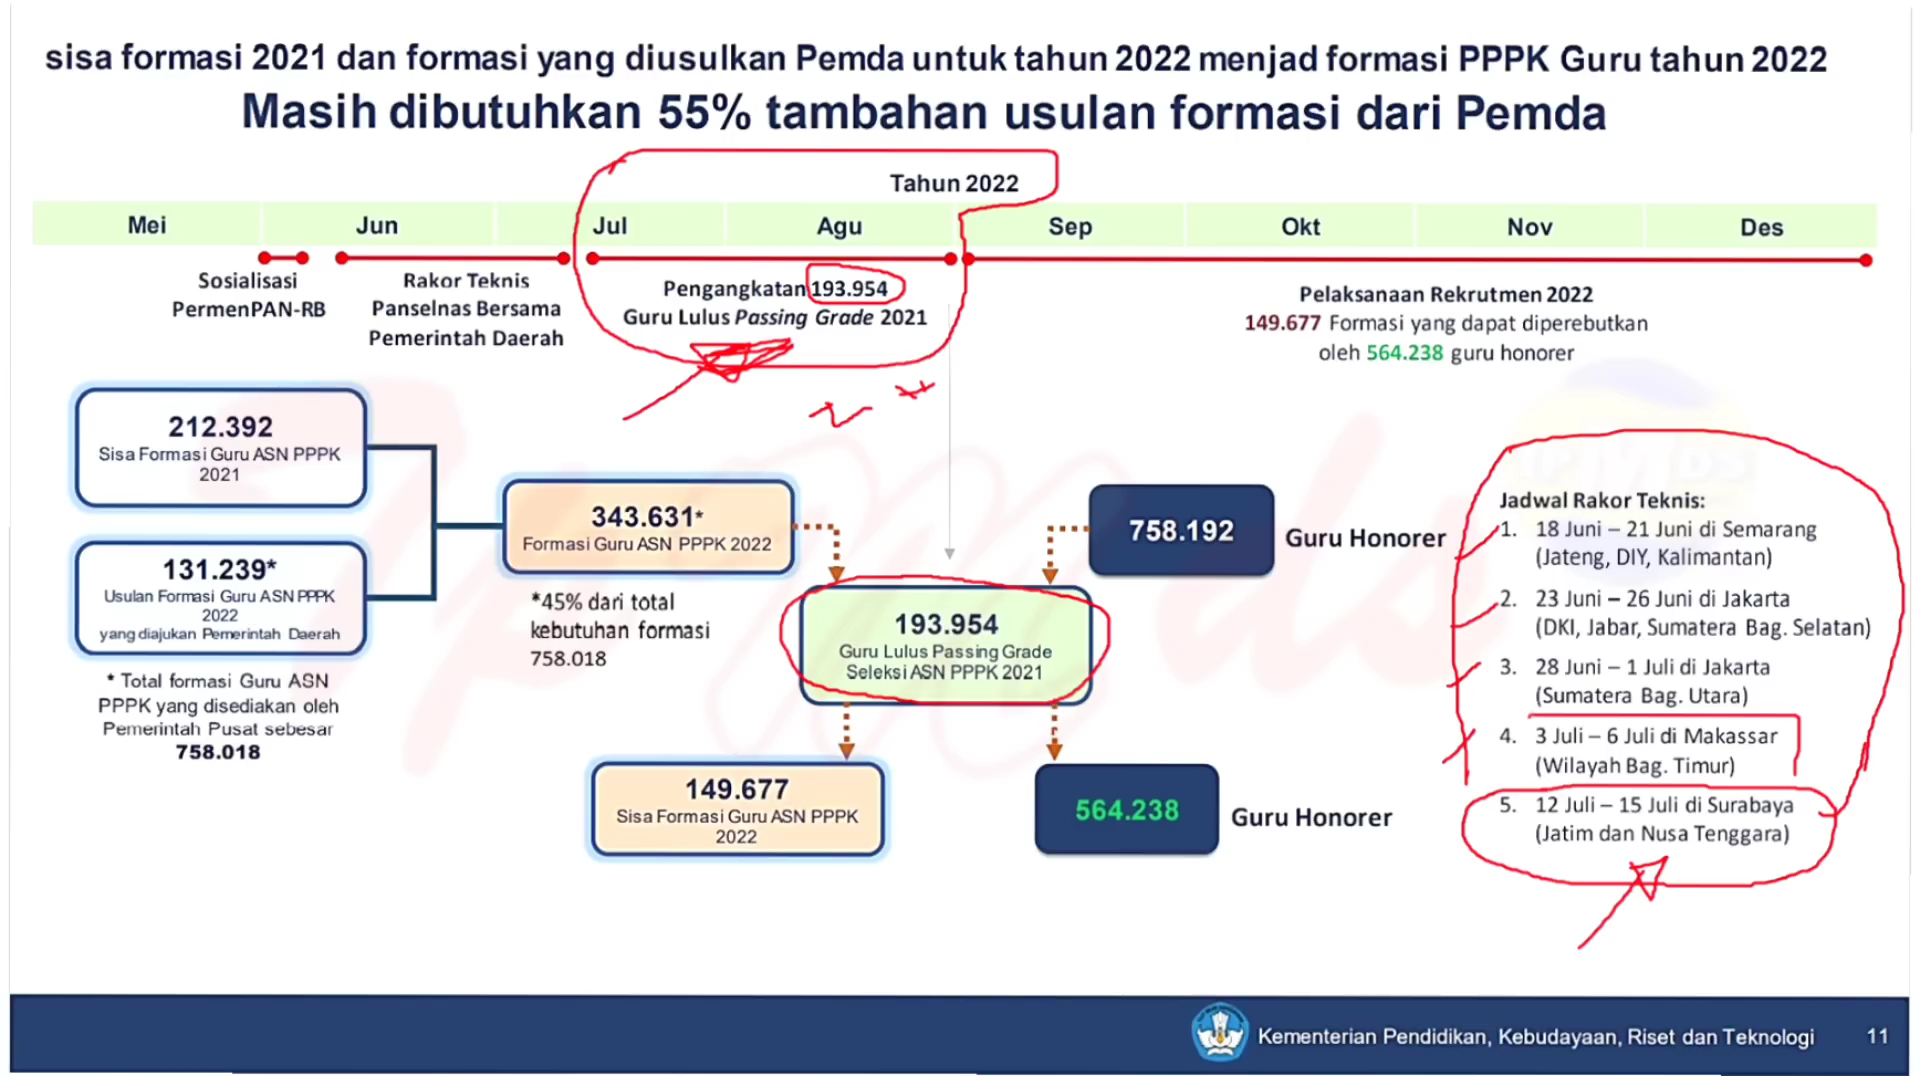 sisa formasi 2021 dan formasi yang diusulkan Pemda untuk tahun 2022 menjad formasi PPPK Guru tahun 2022
Masih dibutuhkan 55% tambahan usulan formasi dari Pemda
Tahun 2022
Mei Jun Jul Agu Sep Okt Nov Des
Sosialisasi
PermenPAN-RB
Rakor Teknis
Panselnas Bersama
Pemerintah Daerah
Pengangkatan 193.954
Guru Lulus Passing Grade 2021
Pelaksanaan Rekrutmen 2022
149.677 Formasi yang dapat diperebutkan
oleh 564.238 guru honorer
212.392
Sisa Formasi Guru ASN PPPK
2021
131.239*
Usulan Formasi Guru ASN PPPK
2022
yang diajukan Pemerintah Daerah
* Total formasi Guru ASN
PPPK yang disediakan oleh
Pemerintah Pusat sebesar
758.018
343.631*
Formasi Guru ASN PPPK 2022
*45% dari total
kebutuhan formasi
758.018
758.192
Guru Honorer
193.954
Guru Lulus Passing Grade
Seleksi ASN PPPK 2021
149.677
Sisa Formasi Guru ASN PPPK
2022
564.238
Guru Honorer
Jadwal Rakor Teknis:
1. 18 Juni – 21 Juni di Semarang
(Jateng, DIY, Kalimantan)
2. 23 Juni – 26 Juni di Jakarta
(DKI, Jabar, Sumatera Bag. Selatan)
3. 28 Juni – 1 Juli di Jakarta
(Sumatera Bag. Utara)
4. 3 Juli – 6 Juli di Makassar
(Wilayah Bag. Timur)
5. 12 Juli – 15 Juli di Surabaya
(Jatim dan Nusa Tenggara)
Kementerian Pendidikan, Kebudayaan, Riset dan Teknologi 11